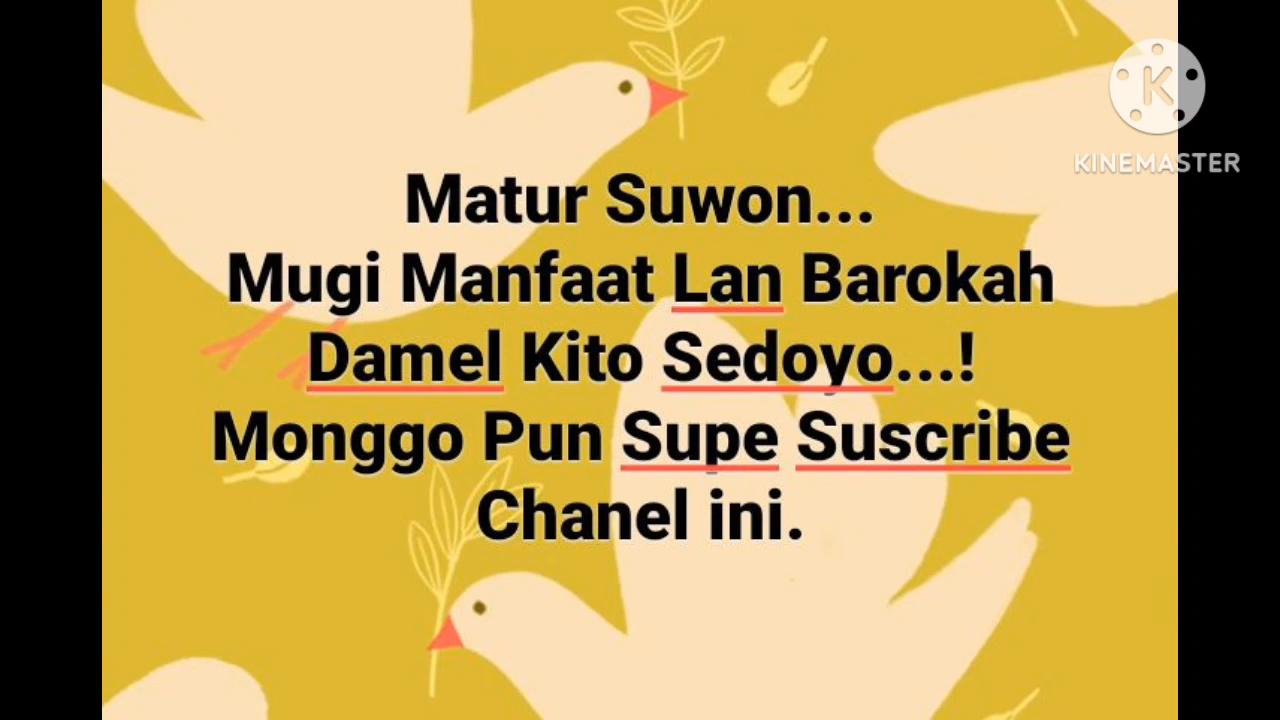 Matur Suwon...
Mugi Manfaat Lan Barokah
Damel Kito Sedoyo...!
Monggo Pun Supe Suscribe
Chanel ini.
K
KINEMASTER